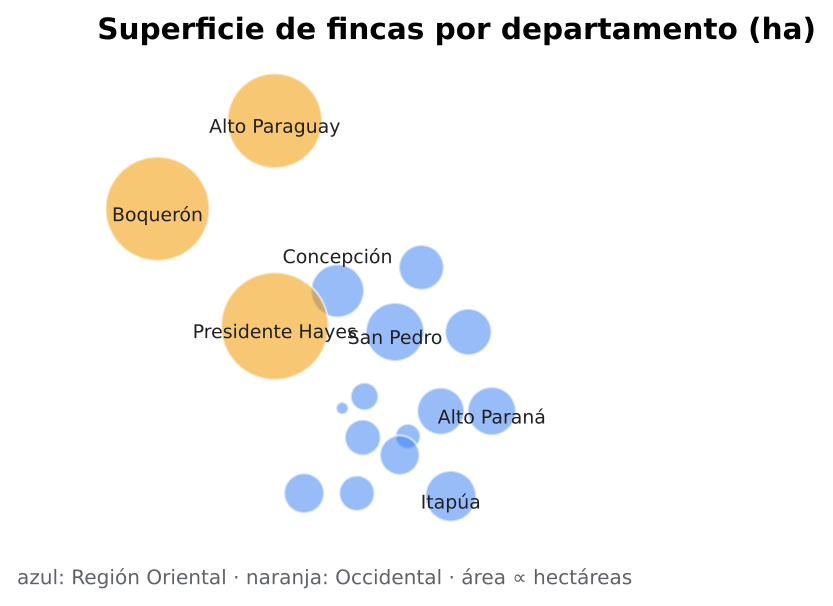 Superficie de fincas por departamento (ha)
Alto Paraguay
Boquerón
Concepción
Presidente Hayes
San Pedro
Alto Paraná
Itapúa
azul: Región Oriental · naranja: Occidental · área ∝ hectáreas